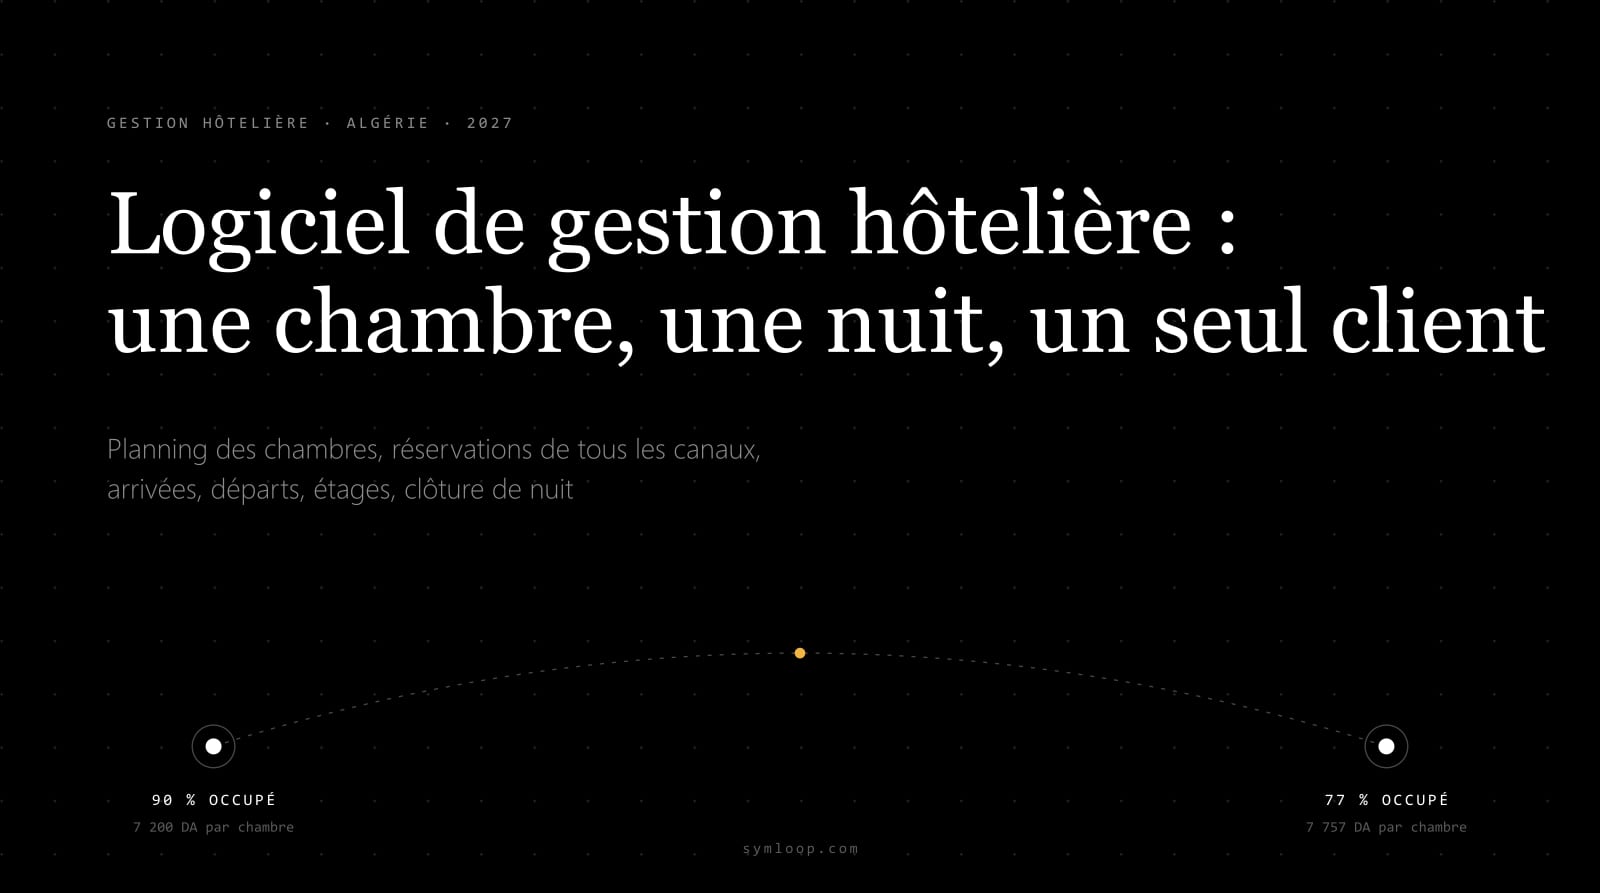 GESTION HÔTELIÈRE · ALGÉRIE · 2027
Logiciel de gestion hôtelière :
une chambre, une nuit, un seul client
Planning des chambres, réservations de tous les canaux,
arrivées, départs, étages, clôture de nuit
90 % OCCUPÉ
7 200 DA par chambre
77 % OCCUPÉ
7 757 DA par chambre
symloop.com